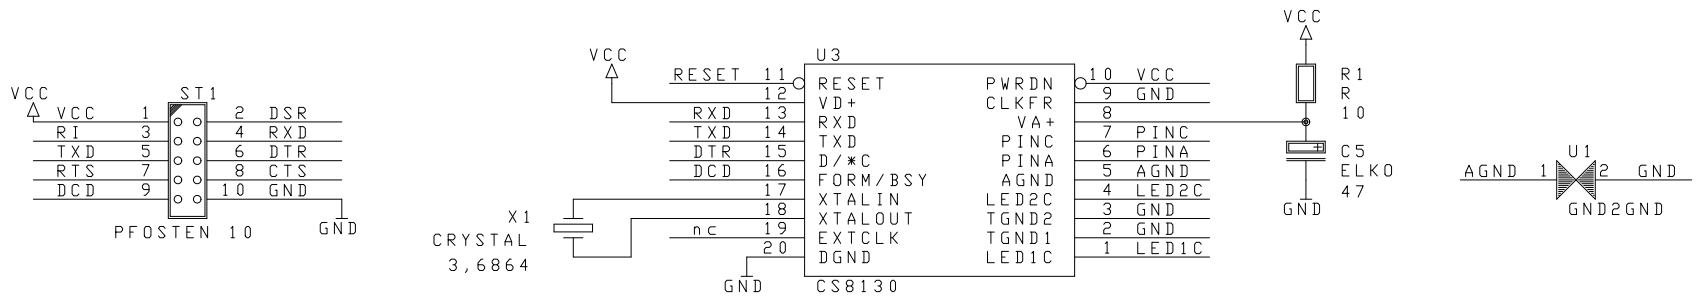 VCC
ST1
VCC 1 2 DSR
RI 3 4 RXD
TXD 5 6 DTR
RTS 7 8 CTS
DCD 9 10 GND
PFOSTEN 10
GND
VCC
U3
RESET 11 RESET PWRDN 10 VCC
12 VD+ CLKFR 9 GND
RXD 13 RXD VA+ 8
TXD 14 TXD PINC 7 PINC
DTR 15 D/*C PINA 6 PINA
DCD 16 FORM/BSY AGND 5 AGND
17 XTALIN LED2C 4 LED2C
18 XTALOUT TGND2 3 GND
nc 19 EXTCLK TGND1 2 GND
20 DGND LED1C 1 LED1C
GND
CS8130
X1
CRYSTAL
3,6864
VCC
R1
R
10
C5
ELKO
47
GND
U1
AGND 1 2 GND
GND2GND